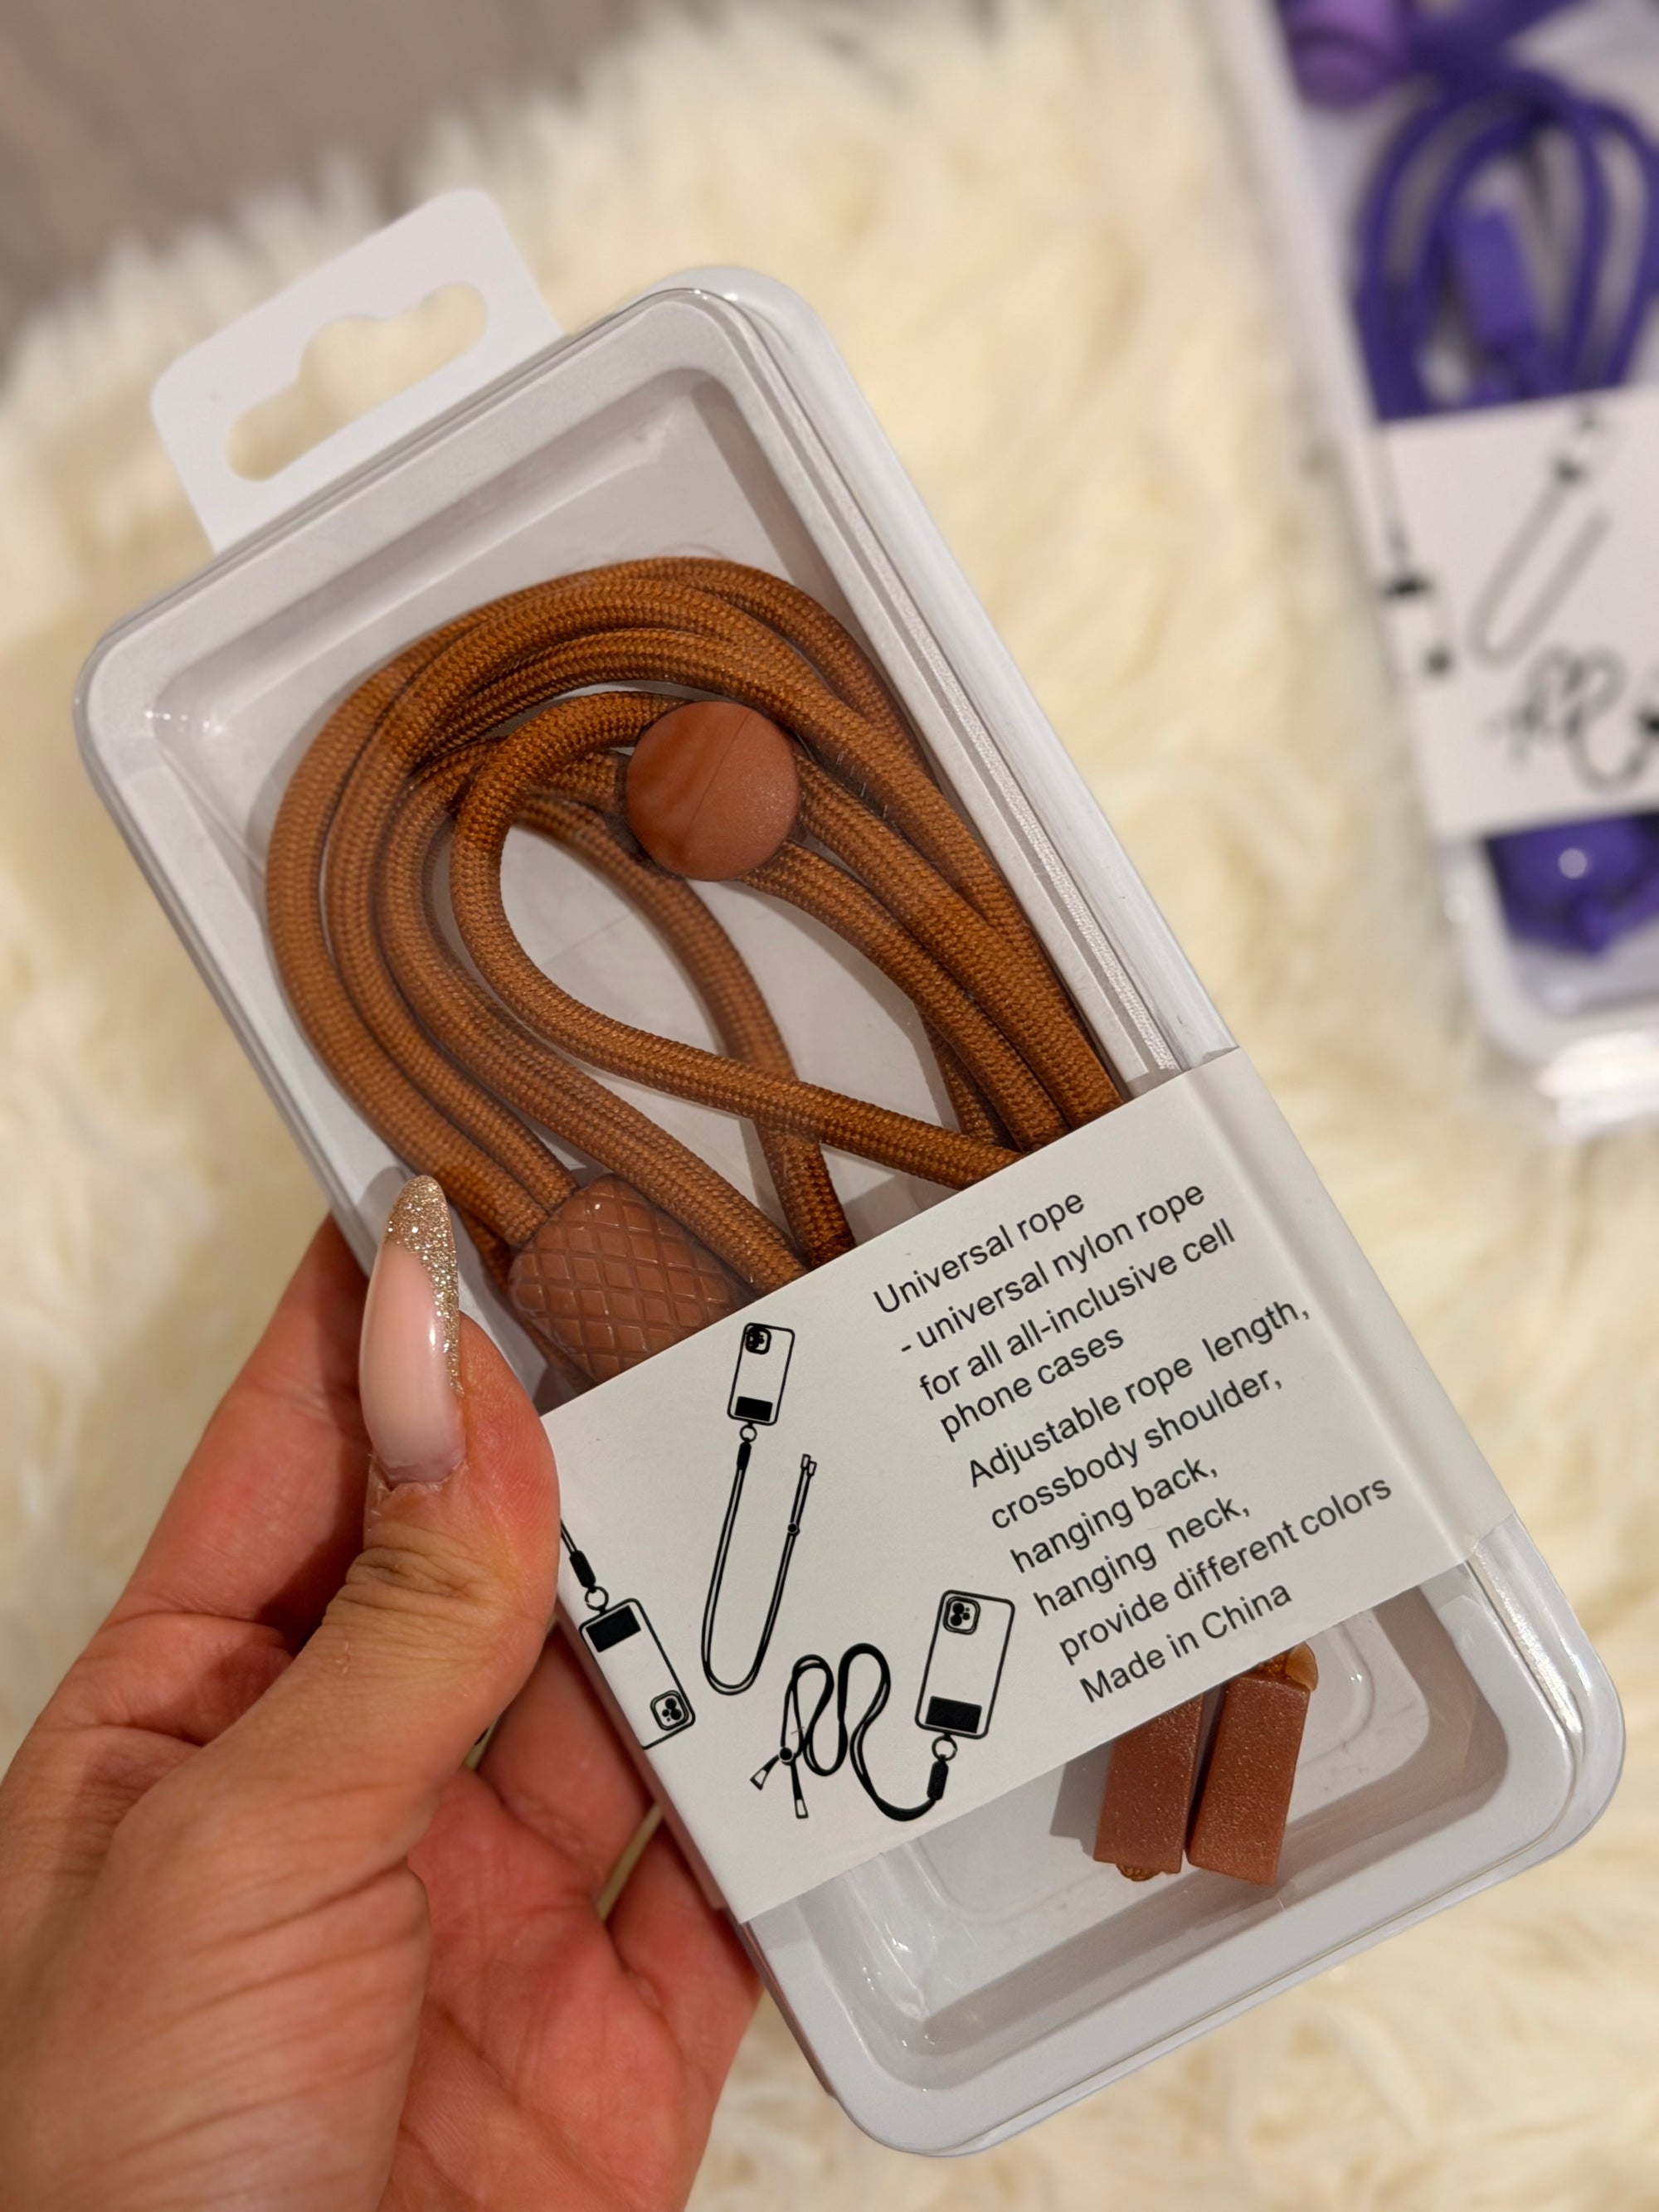 Universal rope
- universal nylon rope
for all all-inclusive cell
phone cases
Adjustable rope length,
crossbody shoulder,
hanging back,
hanging neck,
provide different colors
Made in China